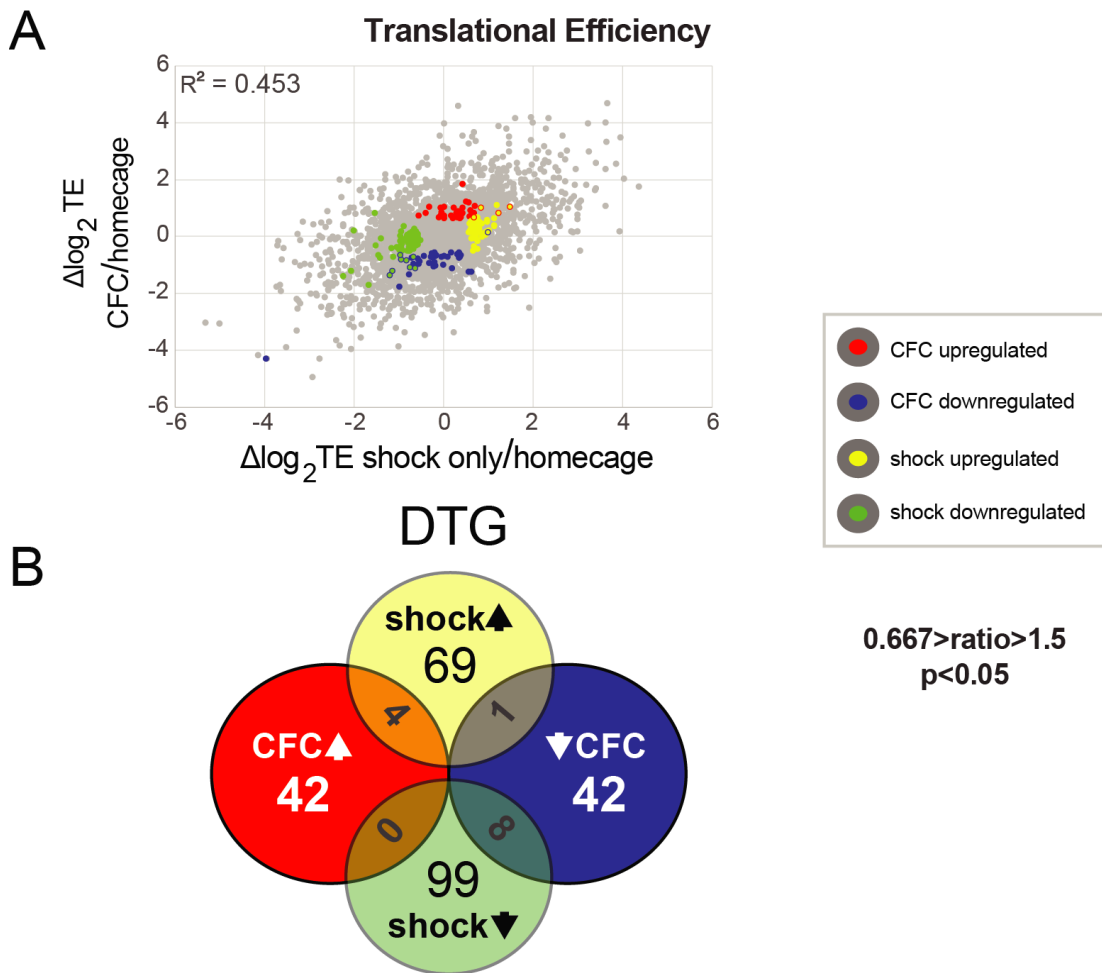 A
Translational Efficiency
R² = 0.453
6
4
2
0
-2
-4
-6
-6
-4
-2
0
2
4
6
Δlog₂TE
CFC/homecage
Δlog₂TE shock only/homecage
CFC upregulated
CFC downregulated
shock upregulated
shock downregulated
0.667>ratio>1.5
p<0.05
B
DTG
shock
69
4
1
CFC
42
CFC
42
0
8
99
shock